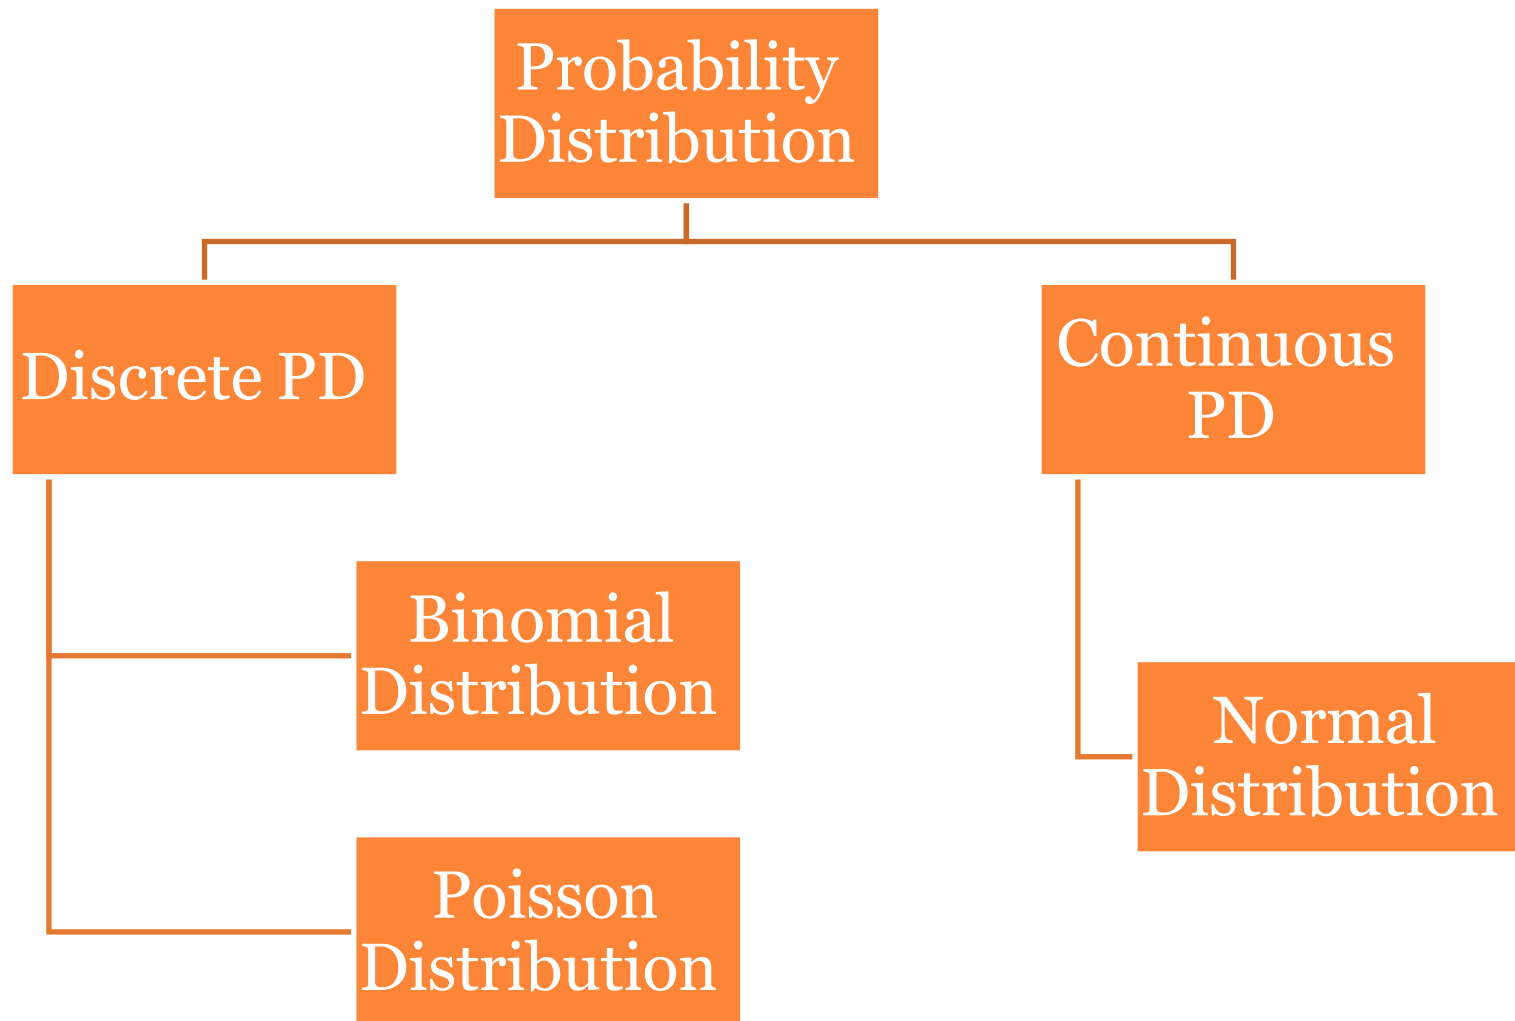 Probability
Distribution
Discrete PD
Continuous
PD
Binomial
Distribution
Poisson
Distribution
Normal
Distribution